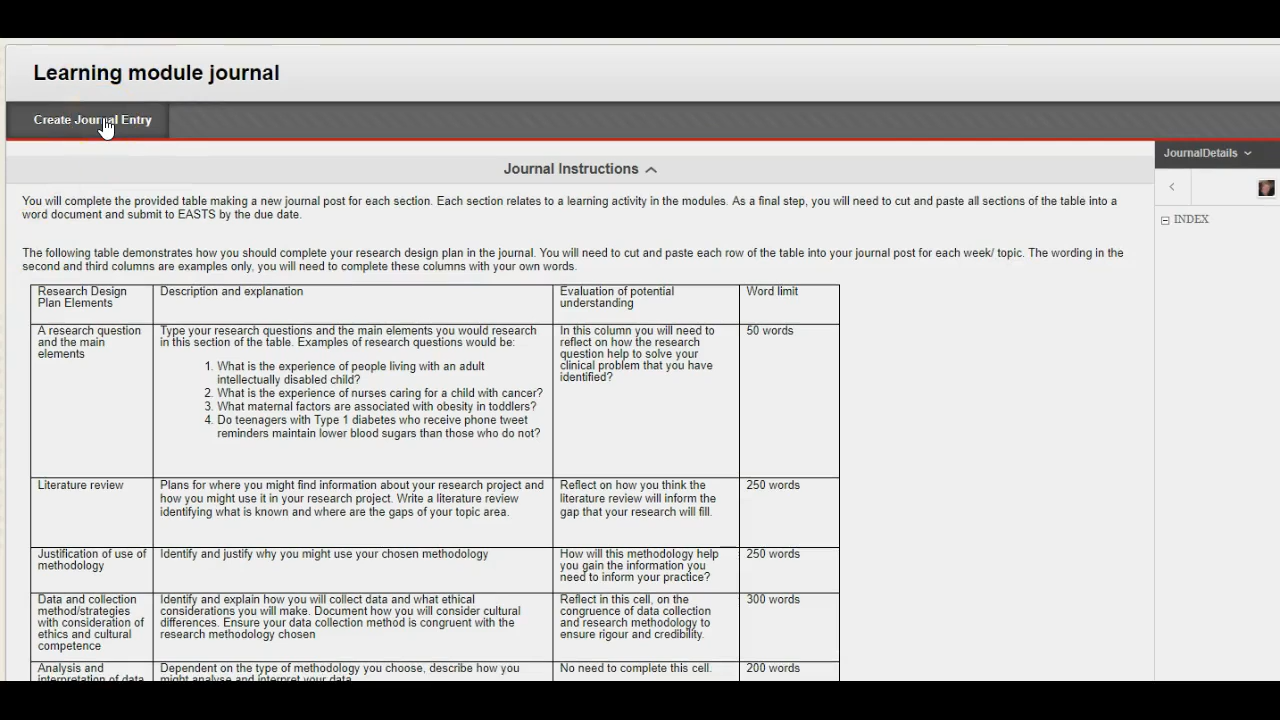 Learning module journal
Create Journal Entry
JournalDetails
Journal Instructions
INDEX
You will complete the provided table making a new journal post for each section. Each section relates to a learning activity in the modules. As a final step, you will need to cut and paste all sections of the table into a
word document and submit to EASTS by the due date.
The following table demonstrates how you should complete your research design plan in the journal. You will need to cut and paste each row of the table into your journal post for each week/ topic. The wording in the
second and third columns are examples only, you will need to complete these columns with your own words.
Research Design
Plan Elements
Description and explanation
Evaluation of potential
understanding
Word limit
A research question
and the main
elements
Type your research questions and the main elements you would research
in this section of the table. Examples of research questions would be:
1. What is the experience of people living with an adult
intellectually disabled child?
2. What is the experience of nurses caring for a child with cancer?
3. What maternal factors are associated with obesity in toddlers?
4. Do teenagers with Type 1 diabetes who receive phone tweet
reminders maintain lower blood sugars than those who do not?
In this column you will need to
reflect on how the research
question help to solve your
clinical problem that you have
identified?
50 words
Literature review
Plans for where you might find information about your research project and
how you might use it in your research project. Write a literature review
identifying what is known and where are the gaps of your topic area.
Reflect on how you think the
literature review will inform the
gap that your research will fill.
250 words
Justification of use of
methodology
Identify and justify why you might use your chosen methodology
How will this methodology help
you gain the information you
need to inform your practice?
250 words
Data and collection
method/strategies
with consideration of
ethics and cultural
competence
Identify and explain how you will collect data and what ethical
considerations you will make. Document how you will consider cultural
differences. Ensure your data collection method is congruent with the
research methodology chosen
Reflect in this cell, on the
congruence of data collection
and research methodology to
ensure rigour and credibility.
300 words
Analysis and
interpretation of data
Dependent on the type of methodology you choose, describe how you
might analyse and interpret your data
No need to complete this cell.
200 words